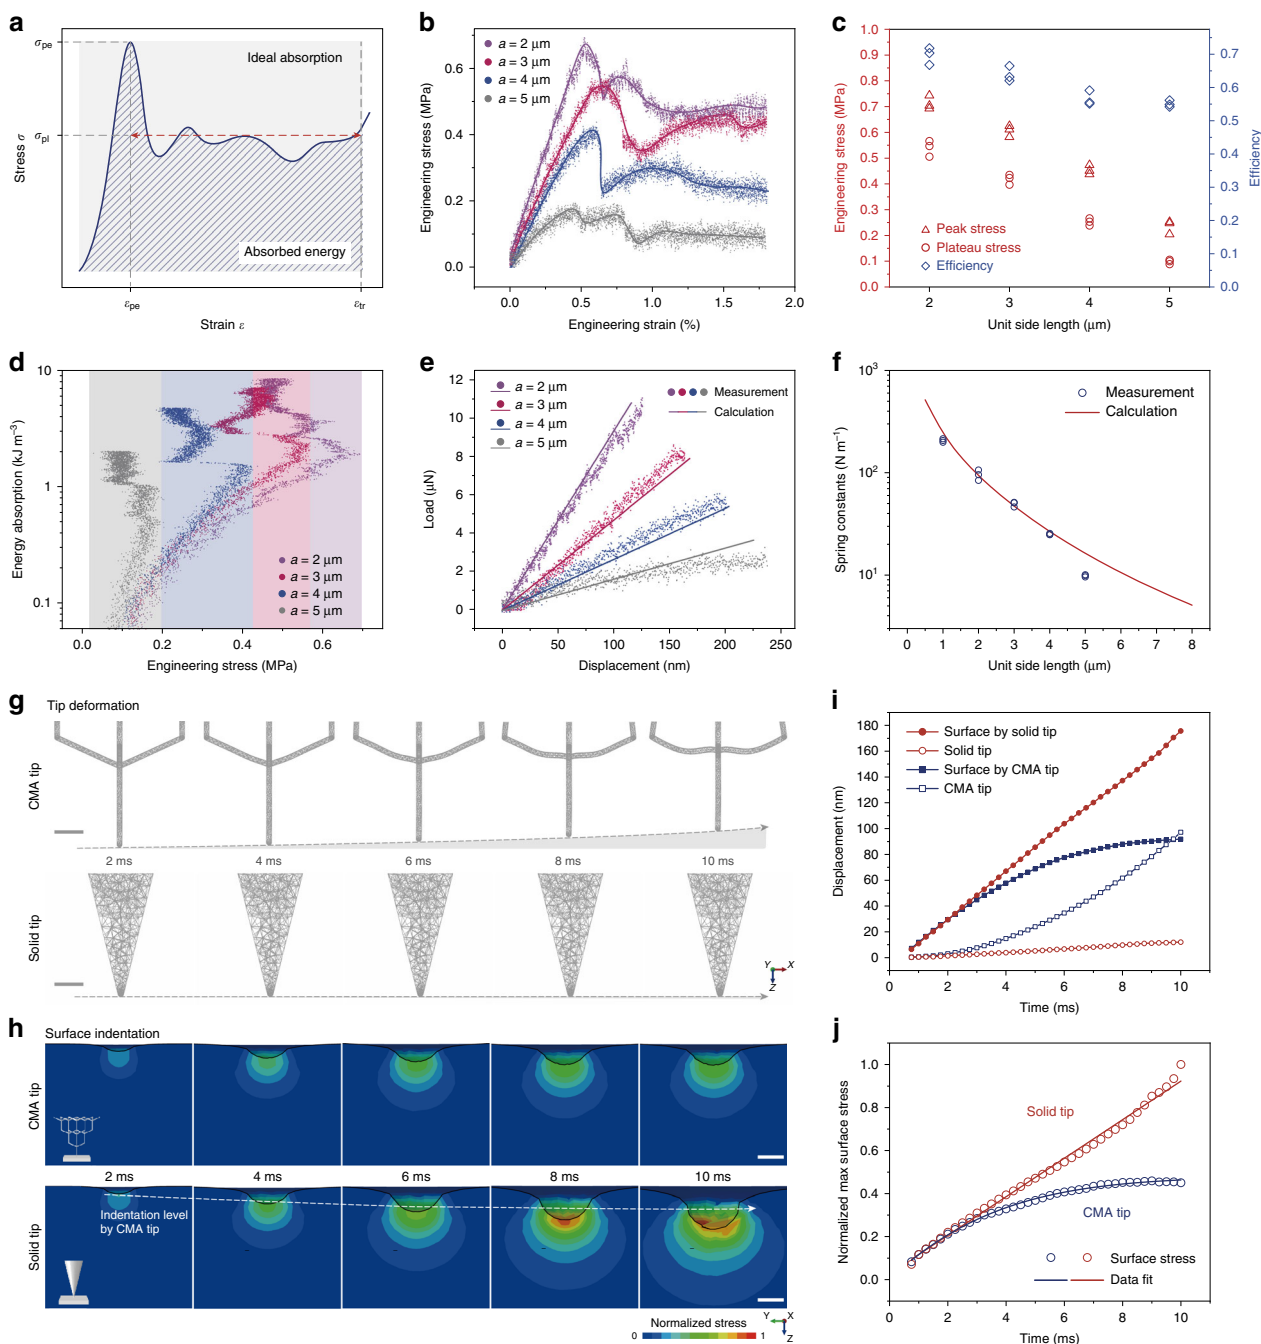 a
σpe
Ideal absorption
σpl
Stress σ
Absorbed energy
εpe
εtr
Strain ε
b
a = 2 μm
a = 3 μm
a = 4 μm
a = 5 μm
Engineering stress (MPa)
0.6
0.4
0.2
0.0
0.0
0.5
1.0
1.5
2.0
Engineering strain (%)
c
Engineering stress (MPa)
1.0
0.9
0.8
0.7
0.6
0.5
0.4
0.3
0.2
0.1
0.0
Peak stress
Plateau stress
Efficiency
0.7
0.6
0.5
0.4
0.3
0.2
0.1
0.0
Efficiency
2
3
4
5
Unit side length (μm)
d
Energy absorption (kJ m−3)
10
1
0.1
a = 2 μm
a = 3 μm
a = 4 μm
a = 5 μm
0.0
0.2
0.4
0.6
Engineering stress (MPa)
e
a = 2 μm
a = 3 μm
a = 4 μm
a = 5 μm
Measurement
Calculation
Load (μN)
12
10
8
6
4
2
0
0
50
100
150
200
250
Displacement (nm)
f
Measurement
Calculation
Spring constants (N m−1)
10³
10²
10¹
0
1
2
3
4
5
6
7
8
Unit side length (μm)
g
Tip deformation
CMA tip
2 ms
4 ms
6 ms
8 ms
10 ms
Solid tip
Y
X
Z
h
Surface indentation
CMA tip
2 ms
4 ms
6 ms
8 ms
10 ms
Solid tip
Indentation level
by CMA tip
Normalized stress
0
1
Y
X
Z
i
Surface by solid tip
Solid tip
Surface by CMA tip
CMA tip
Displacement (nm)
180
160
140
120
100
80
60
40
20
0
0
2
4
6
8
10
Time (ms)
j
Normalized max surface stress
1.0
0.8
0.6
0.4
0.2
0.0
Solid tip
CMA tip
Surface stress
Data fit
0
2
4
6
8
10
Time (ms)